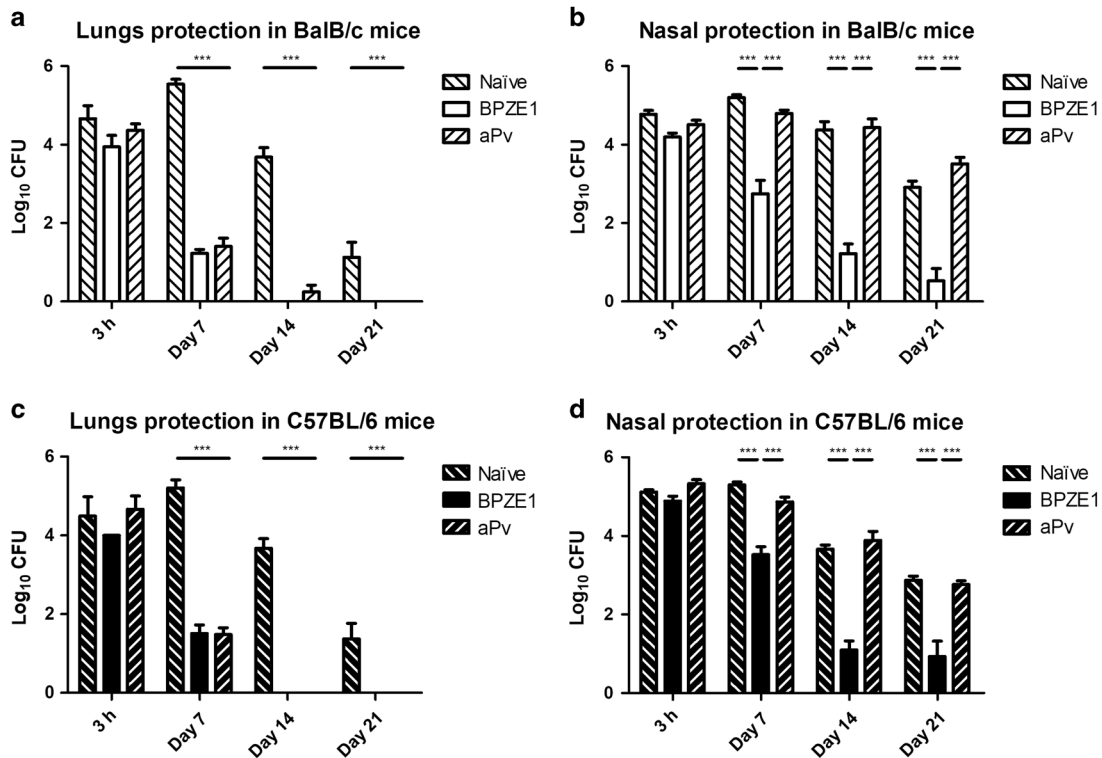 a
Lungs protection in BalB/c mice
***
***
***
6
4
2
0
Log10 CFU
3 h
Day 7
Day 14
Day 21
Naïve
BPZE1
aPv
b
Nasal protection in BalB/c mice
*** ***
*** ***
*** ***
6
4
2
0
Log10 CFU
3 h
Day 7
Day 14
Day 21
Naïve
BPZE1
aPv
c
Lungs protection in C57BL/6 mice
***
***
***
6
4
2
0
Log10 CFU
3 h
Day 7
Day 14
Day 21
Naïve
BPZE1
aPv
d
Nasal protection in C57BL/6 mice
*** ***
*** ***
*** ***
6
4
2
0
Log10 CFU
3 h
Day 7
Day 14
Day 21
Naïve
BPZE1
aPv